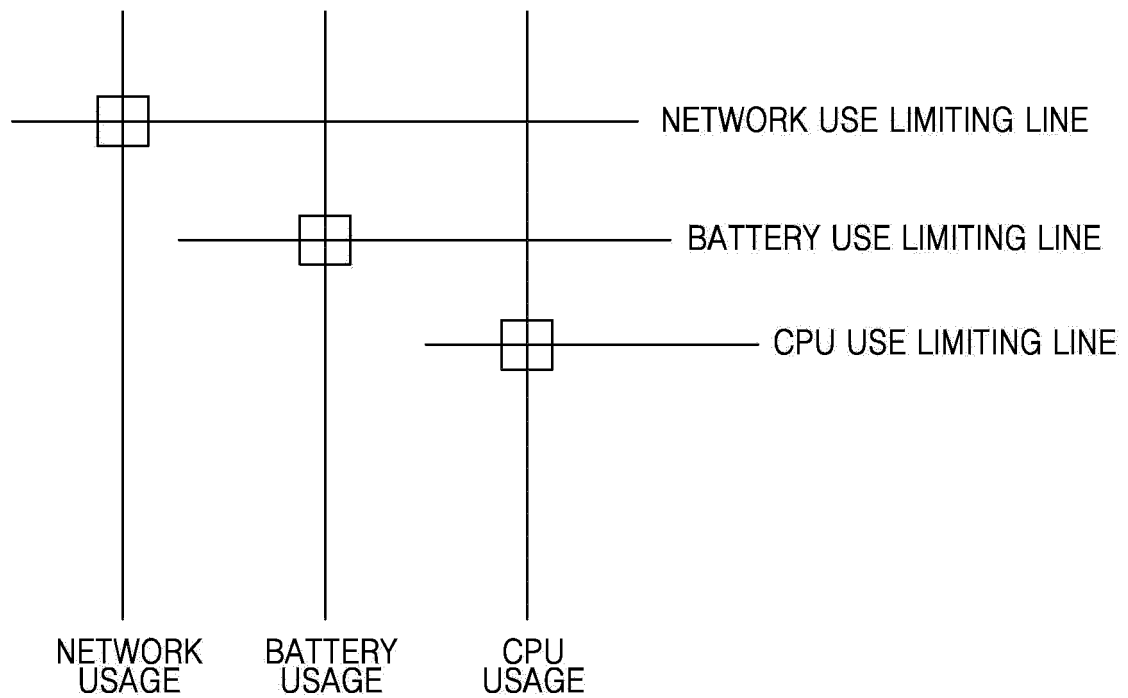 NETWORK USE LIMITING LINE
BATTERY USE LIMITING LINE
CPU USE LIMITING LINE
NETWORK
USAGE
BATTERY
USAGE
CPU
USAGE